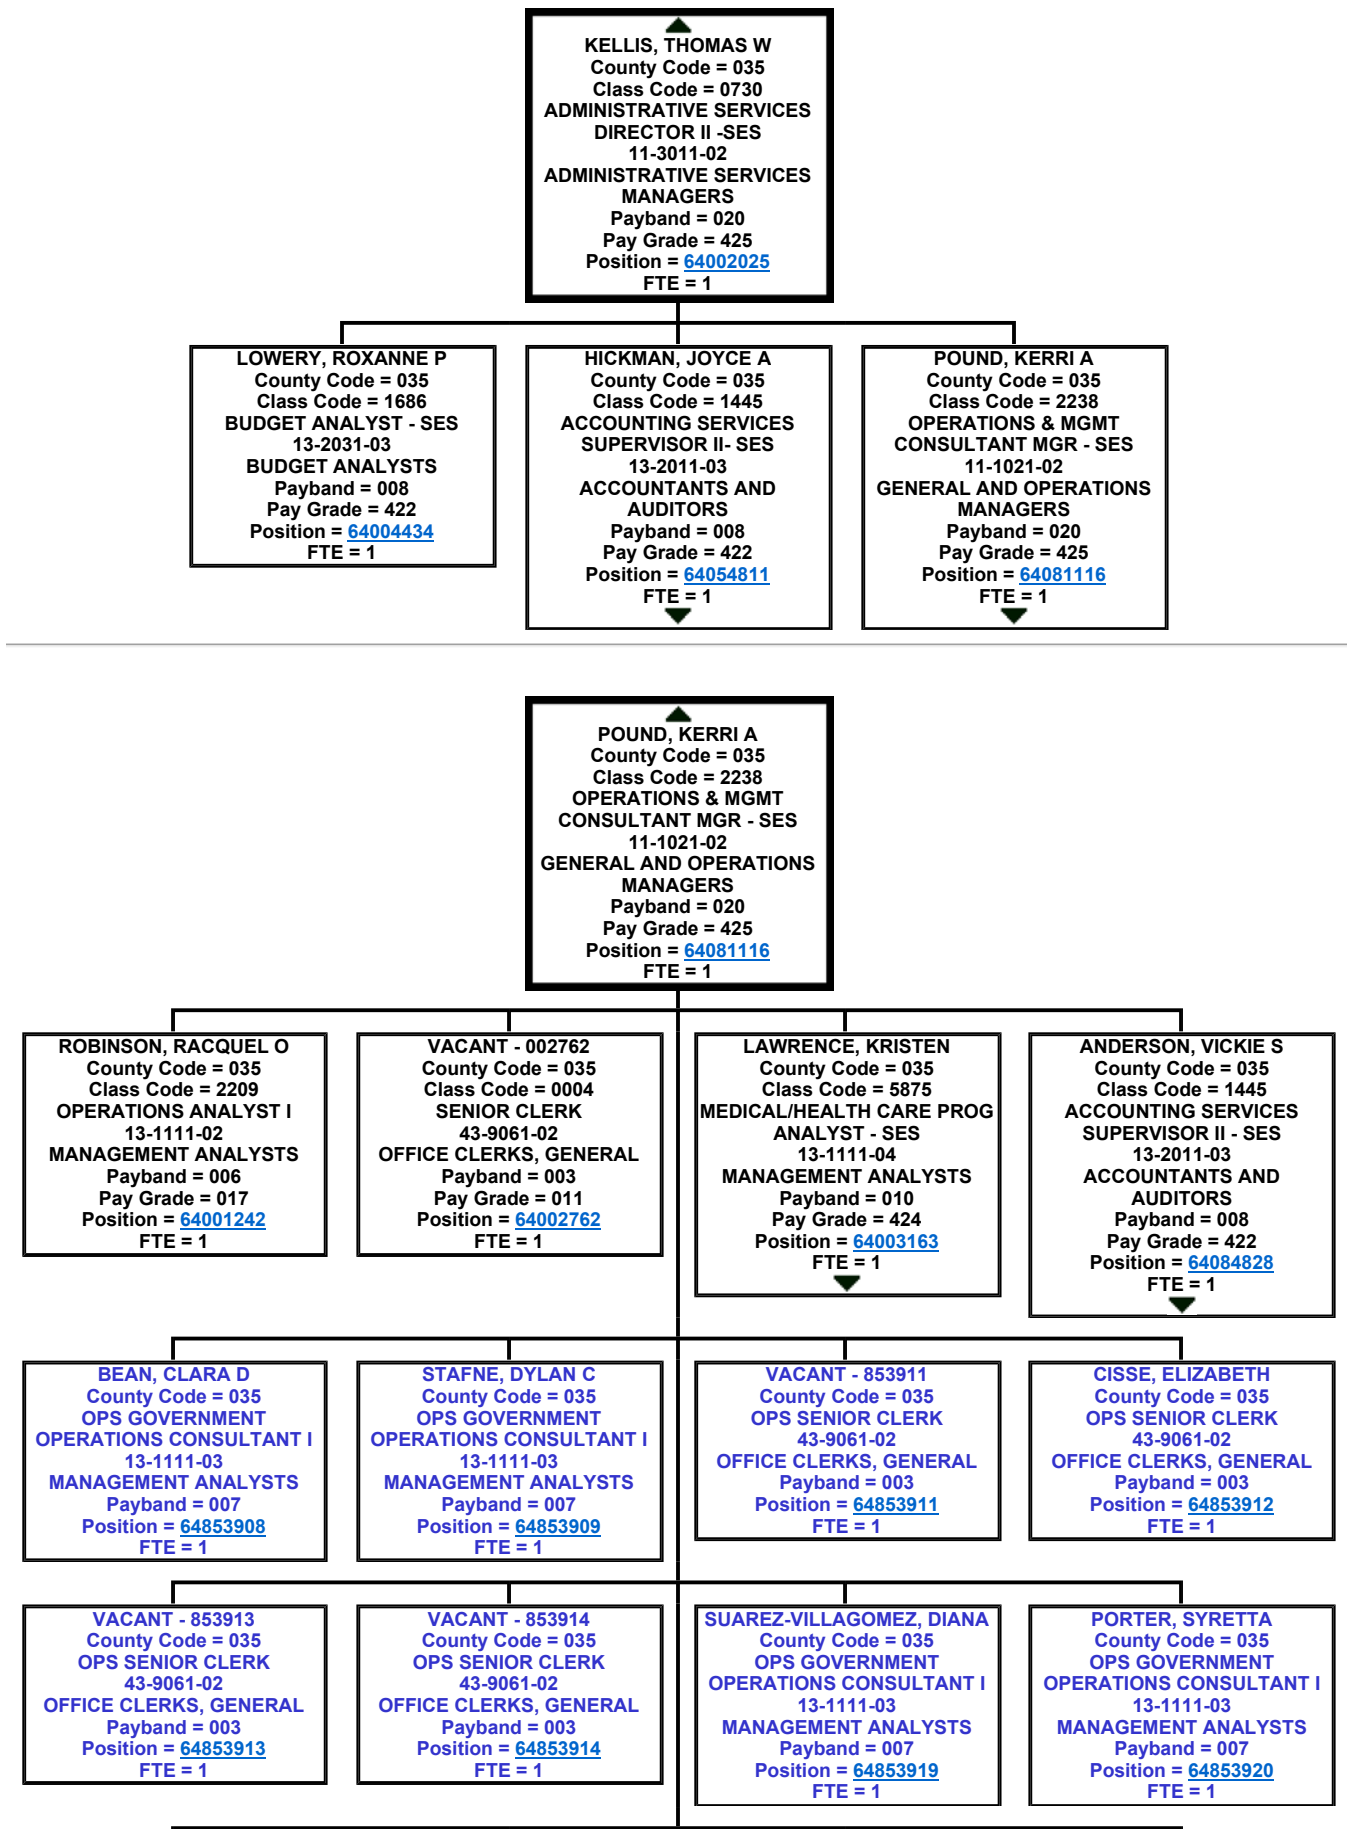 KELLIS, THOMAS W
County Code = 035
Class Code = 0730
ADMINISTRATIVE SERVICES
DIRECTOR II -SES
11-3011-02
ADMINISTRATIVE SERVICES
MANAGERS
Payband = 020
Pay Grade = 425
Position = 64002025
FTE = 1
LOWERY, ROXANNE P
County Code = 035
Class Code = 1686
BUDGET ANALYST - SES
13-2031-03
BUDGET ANALYSTS
Payband = 008
Pay Grade = 422
Position = 64004434
FTE = 1
HICKMAN, JOYCE A
County Code = 035
Class Code = 1445
ACCOUNTING SERVICES
SUPERVISOR II- SES
13-2011-03
ACCOUNTANTS AND
AUDITORS
Payband = 008
Pay Grade = 422
Position = 64054811
FTE = 1
POUND, KERRI A
County Code = 035
Class Code = 2238
OPERATIONS & MGMT
CONSULTANT MGR - SES
11-1021-02
GENERAL AND OPERATIONS
MANAGERS
Payband = 020
Pay Grade = 425
Position = 64081116
FTE = 1
POUND, KERRI A
County Code = 035
Class Code = 2238
OPERATIONS & MGMT
CONSULTANT MGR - SES
11-1021-02
GENERAL AND OPERATIONS
MANAGERS
Payband = 020
Pay Grade = 425
Position = 64081116
FTE = 1
ROBINSON, RACQUEL O
County Code = 035
Class Code = 2209
OPERATIONS ANALYST I
13-1111-02
MANAGEMENT ANALYSTS
Payband = 006
Pay Grade = 017
Position = 64001242
FTE = 1
VACANT - 002762
County Code = 035
Class Code = 0004
SENIOR CLERK
43-9061-02
OFFICE CLERKS, GENERAL
Payband = 003
Pay Grade = 011
Position = 64002762
FTE = 1
LAWRENCE, KRISTEN
County Code = 035
Class Code = 5875
MEDICAL/HEALTH CARE PROG
ANALYST - SES
13-1111-04
MANAGEMENT ANALYSTS
Payband = 010
Pay Grade = 424
Position = 64003163
FTE = 1
ANDERSON, VICKIE S
County Code = 035
Class Code = 1445
ACCOUNTING SERVICES
SUPERVISOR II - SES
13-2011-03
ACCOUNTANTS AND
AUDITORS
Payband = 008
Pay Grade = 422
Position = 64084828
FTE = 1
BEAN, CLARA D
County Code = 035
OPS GOVERNMENT
OPERATIONS CONSULTANT I
13-1111-03
MANAGEMENT ANALYSTS
Payband = 007
Position = 64853908
FTE = 1
STAFNE, DYLAN C
County Code = 035
OPS GOVERNMENT
OPERATIONS CONSULTANT I
13-1111-03
MANAGEMENT ANALYSTS
Payband = 007
Position = 64853909
FTE = 1
VACANT - 853911
County Code = 035
OPS SENIOR CLERK
43-9061-02
OFFICE CLERKS, GENERAL
Payband = 003
Position = 64853911
FTE = 1
CISSE, ELIZABETH
County Code = 035
OPS SENIOR CLERK
43-9061-02
OFFICE CLERKS, GENERAL
Payband = 003
Position = 64853912
FTE = 1
VACANT - 853913
County Code = 035
OPS SENIOR CLERK
43-9061-02
OFFICE CLERKS, GENERAL
Payband = 003
Position = 64853913
FTE = 1
VACANT - 853914
County Code = 035
OPS SENIOR CLERK
43-9061-02
OFFICE CLERKS, GENERAL
Payband = 003
Position = 64853914
FTE = 1
SUAREZ-VILLAGOMEZ, DIANA
County Code = 035
OPS GOVERNMENT
OPERATIONS CONSULTANT I
13-1111-03
MANAGEMENT ANALYSTS
Payband = 007
Position = 64853919
FTE = 1
PORTER, SYRETTA
County Code = 035
OPS GOVERNMENT
OPERATIONS CONSULTANT I
13-1111-03
MANAGEMENT ANALYSTS
Payband = 007
Position = 64853920
FTE = 1